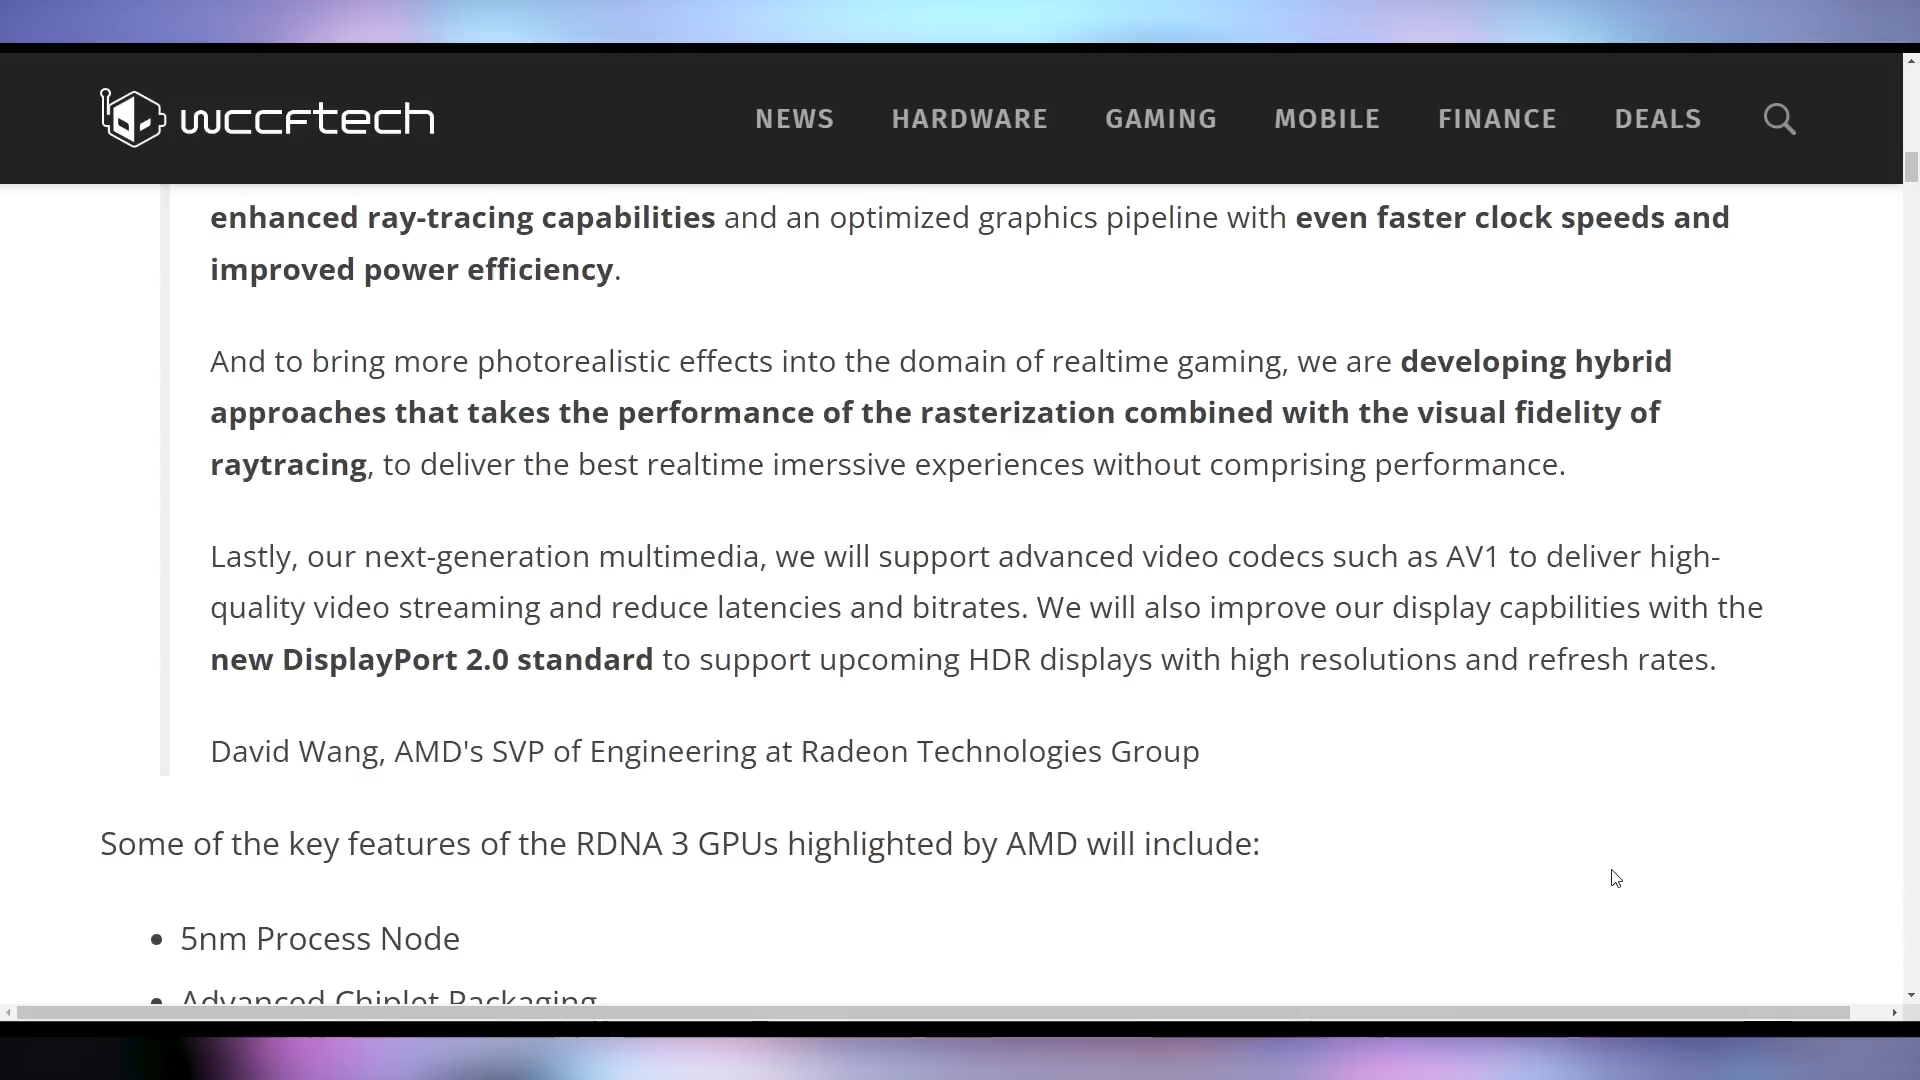 wccftech NEWS HARDWARE GAMING MOBILE FINANCE DEALS
enhanced ray-tracing capabilities and an optimized graphics pipeline with even faster clock speeds and
improved power efficiency.
And to bring more photorealistic effects into the domain of realtime gaming, we are developing hybrid
approaches that takes the performance of the rasterization combined with the visual fidelity of
raytracing, to deliver the best realtime imerssive experiences without comprising performance.
Lastly, our next-generation multimedia, we will support advanced video codecs such as AV1 to deliver high-
quality video streaming and reduce latencies and bitrates. We will also improve our display capbilities with the
new DisplayPort 2.0 standard to support upcoming HDR displays with high resolutions and refresh rates.
David Wang, AMD's SVP of Engineering at Radeon Technologies Group
Some of the key features of the RDNA 3 GPUs highlighted by AMD will include:
• 5nm Process Node
• Advanced Chiplet Packaging